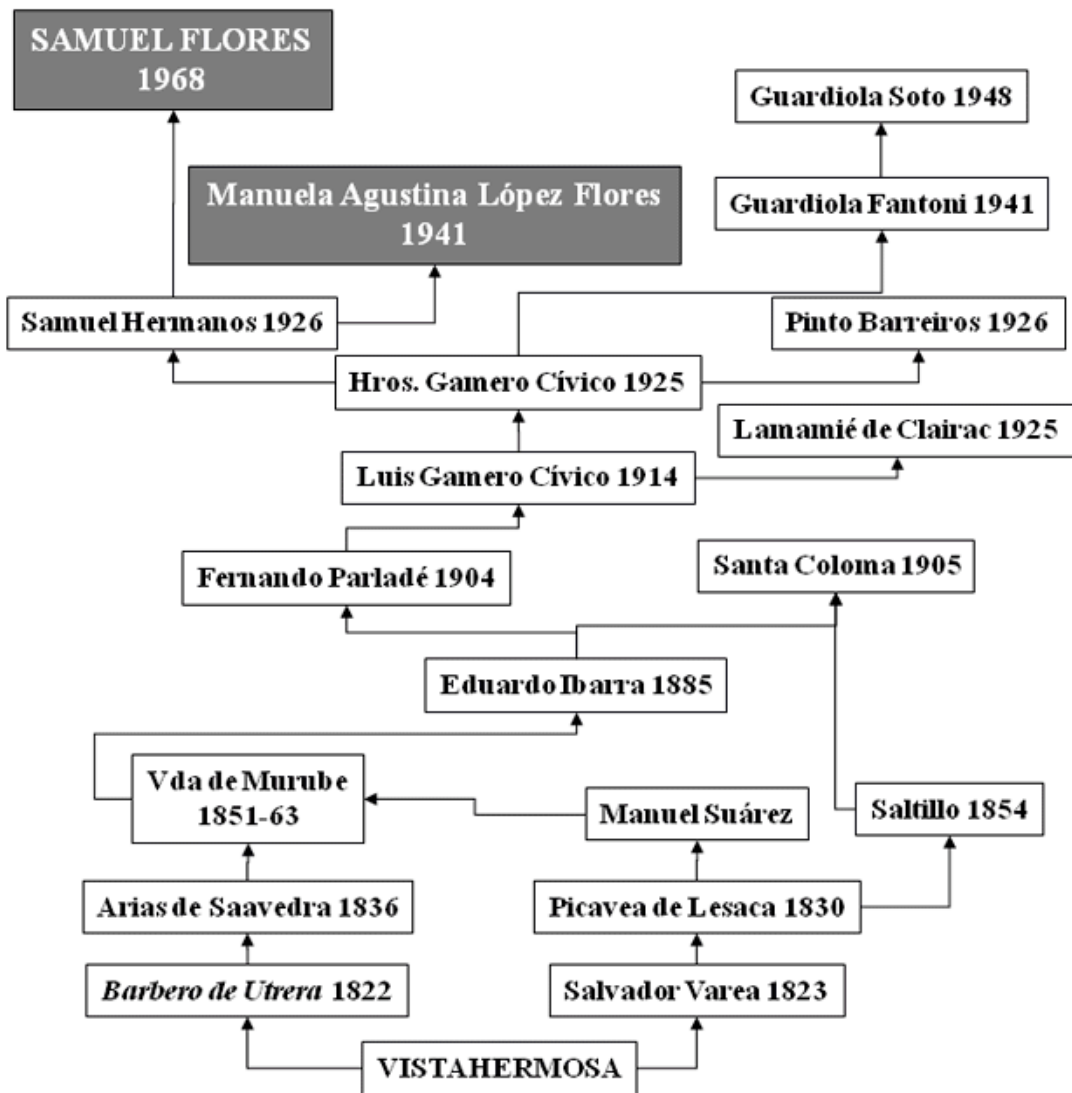 SAMUEL FLORES
1968
Guardiola Soto 1948
Manuela Agustina López Flores
1941
Guardiola Fantoni 1941
Samuel Hermanos 1926
Pinto Barreiros 1926
Hros. Gamero Cívico 1925
Lamamié de Clairac 1925
Luis Gamero Cívico 1914
Santa Coloma 1905
Fernando Parladé 1904
Eduardo Ibarra 1885
Vda de Murube
1851-63
Manuel Suárez
Saltillo 1854
Arias de Saavedra 1836
Picavea de Lesaca 1830
Barbero de Utrera 1822
Salvador Varea 1823
VISTAHERMOSA